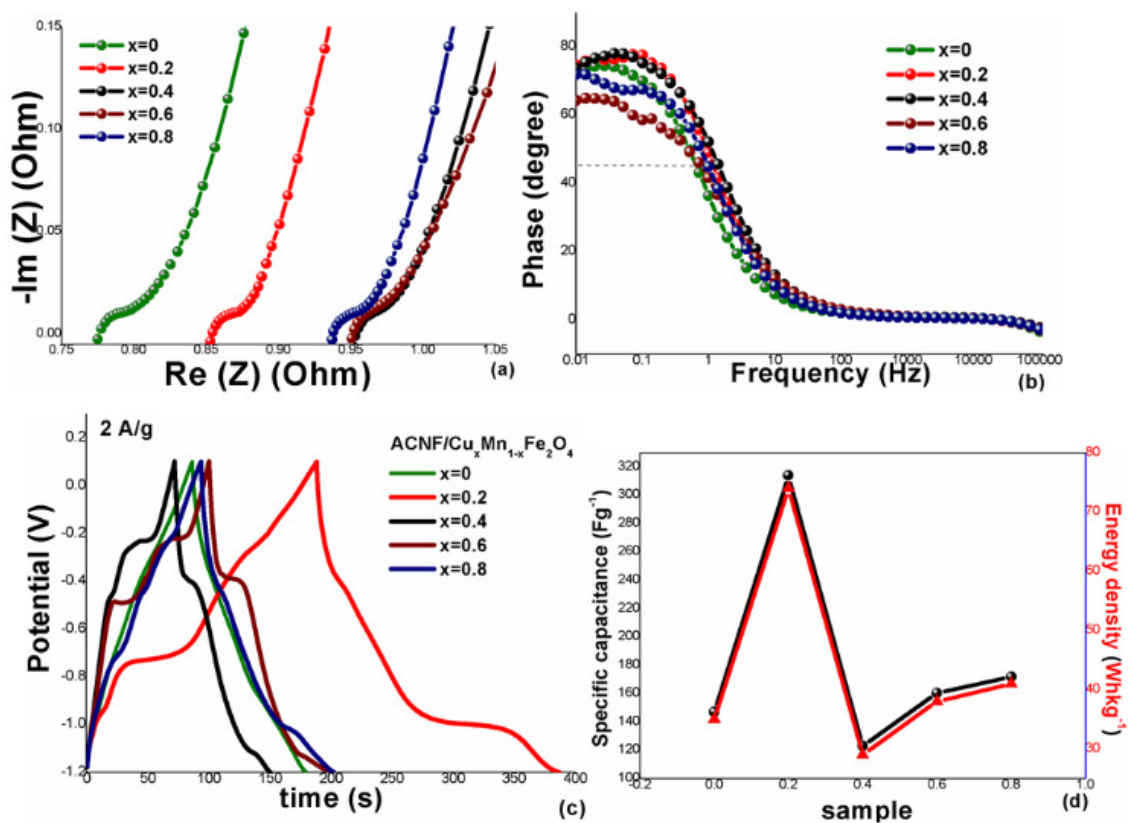 0.15
0.10
0.05
0.00
-Im (Z) (Ohm)
x=0
x=0.2
x=0.4
x=0.6
x=0.8
0.75 0.80 0.85 0.90 0.95 1.00 1.05
Re (Z) (Ohm)
(a)
80
60
40
20
0
Phase (degree)
x=0
x=0.2
x=0.4
x=0.6
x=0.8
0.01 0.1 1 10 100 1000 10000 100000
Frequency (Hz)
(b)
2 A/g
0.2
0.0
-0.2
-0.4
-0.6
-0.8
-1.0
-1.2
Potential (V)
ACNF/CuₓMn₁₋ₓFe₂O₄
x=0
x=0.2
x=0.4
x=0.6
x=0.8
0 50 100 150 200 250 300 350 400
time (s)
(c)
320
300
280
260
240
220
200
180
160
140
120
100
Specific capacitance (Fg⁻¹)
80
70
60
50
40
30
Energy density (Whkg⁻¹)
-0.2 0.0 0.2 0.4 0.6 0.8 1.0
sample
(d)